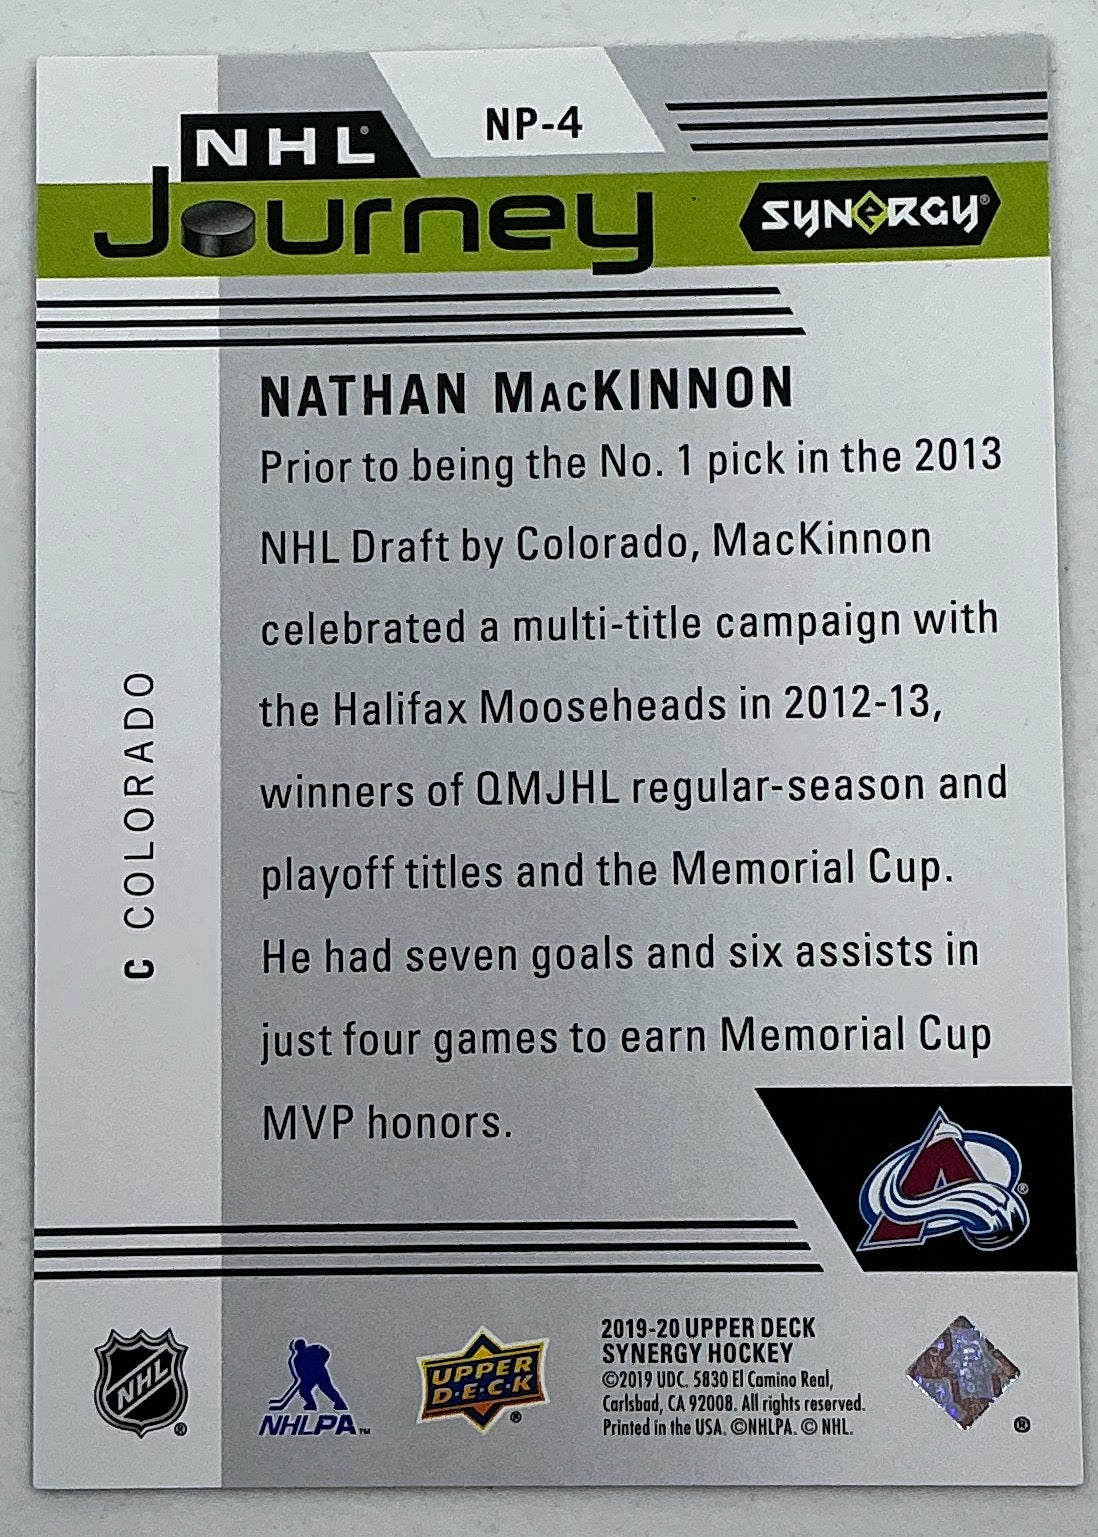 NP-4
NHL®
Journey
SYNERGY®
NATHAN MacKINNON
Prior to being the No. 1 pick in the 2013
NHL Draft by Colorado, MacKinnon
celebrated a multi-title campaign with
the Halifax Mooseheads in 2012-13,
winners of QMJHL regular-season and
playoff titles and the Memorial Cup.
He had seven goals and six assists in
just four games to earn Memorial Cup
MVP honors.
C COLORADO
A ®
NHL ®
NHLPA™
UPPER
D·E·C·K ®
2019-20 UPPER DECK
SYNERGY HOCKEY
©2019 UDC. 5830 El Camino Real,
Carlsbad, CA 92008. All rights reserved.
Printed in the USA. ©NHLPA. © NHL.
®